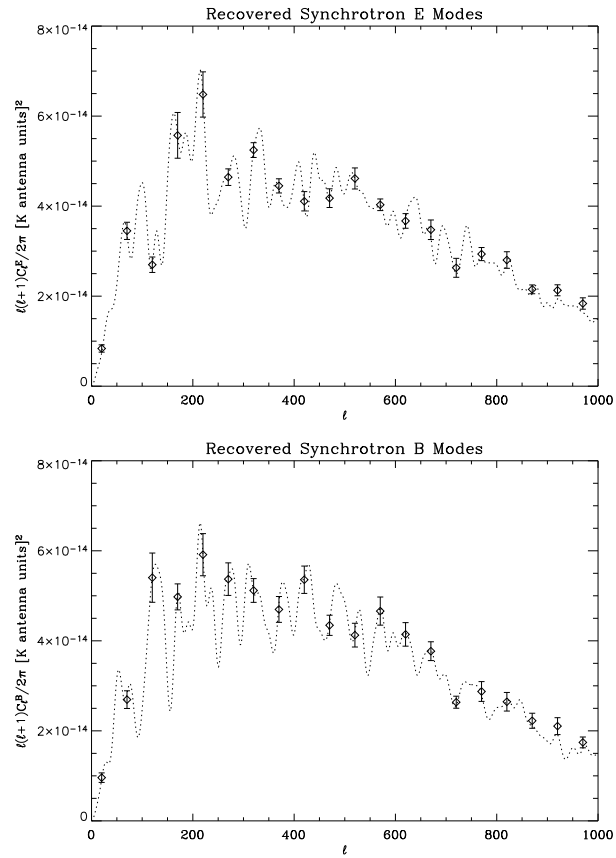 Recovered Synchrotron E Modes
ℓ(ℓ+1)CℓE/2π [K antenna units]²
8×10⁻¹⁴
6×10⁻¹⁴
4×10⁻¹⁴
2×10⁻¹⁴
0
0 200 400 600 800 1000
ℓ
Recovered Synchrotron B Modes
ℓ(ℓ+1)CℓB/2π [K antenna units]²
8×10⁻¹⁴
6×10⁻¹⁴
4×10⁻¹⁴
2×10⁻¹⁴
0
0 200 400 600 800 1000
ℓ